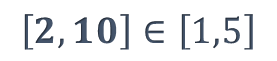 [2, 10] ∈ [1,5]